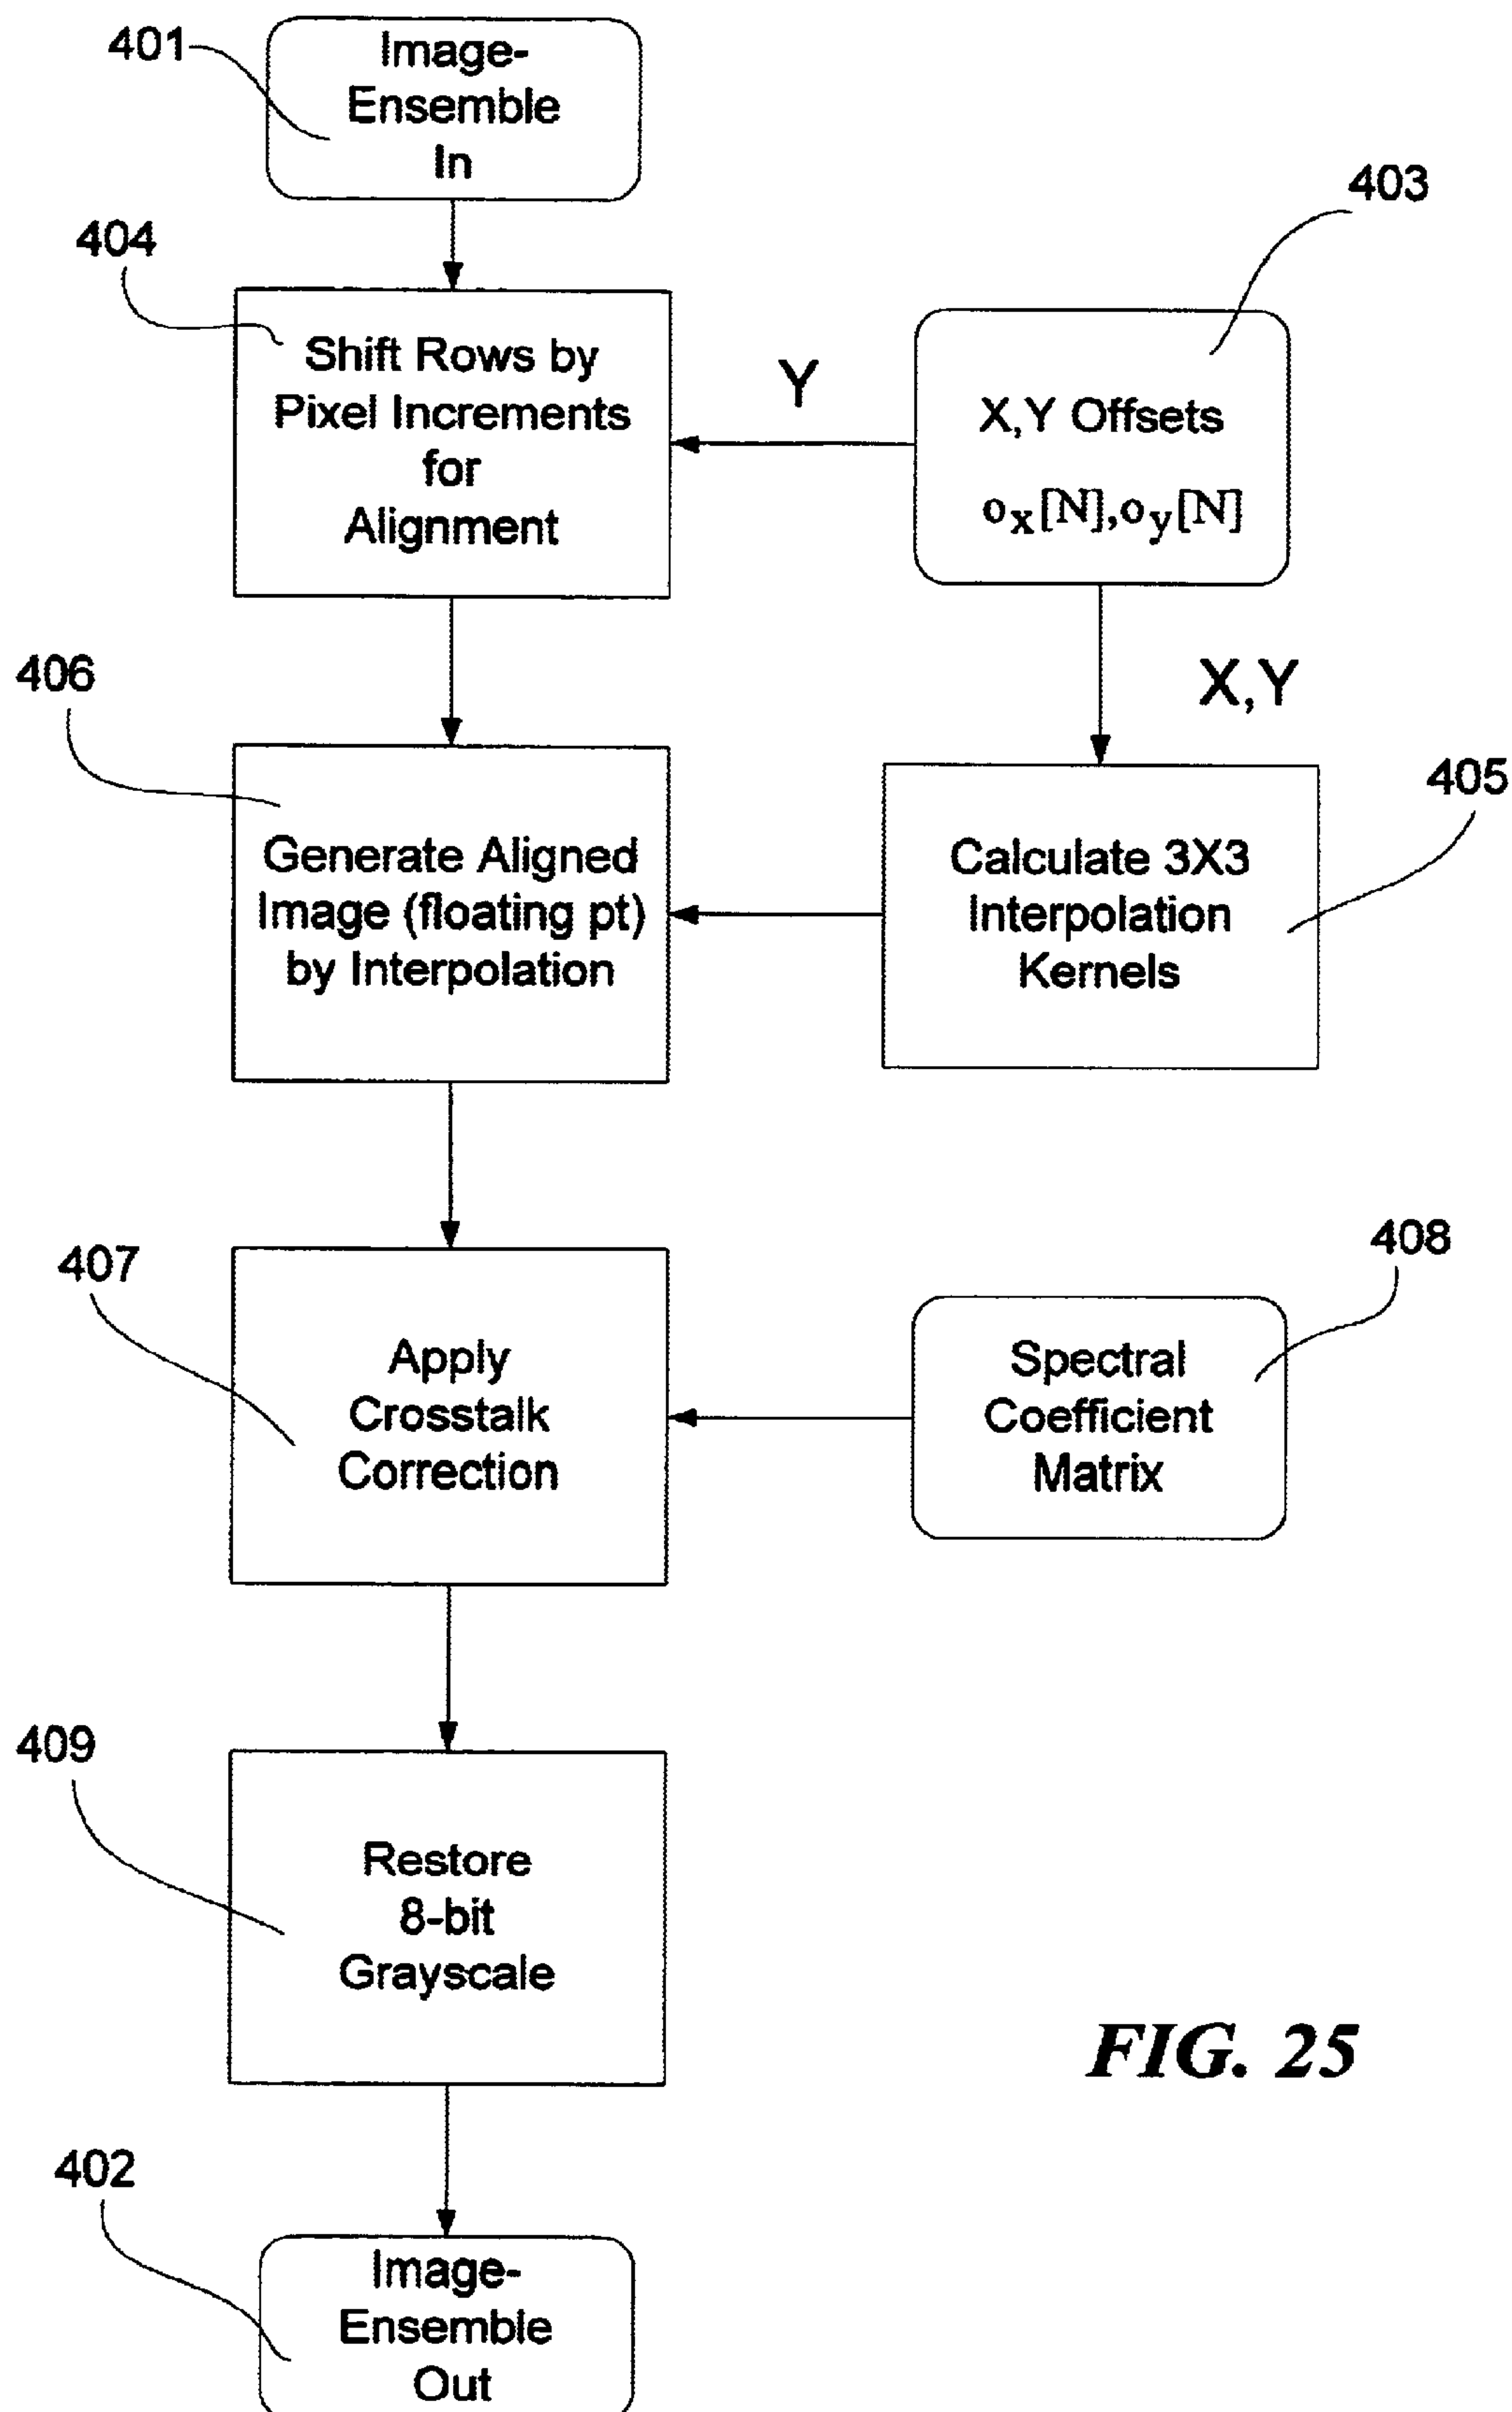 401
Image-
Ensemble
In
403
404
Shift Rows by
Pixel Increments
for
Alignment
Y
X,Y Offsets
ox[N],oy[N]
X,Y
406
Generate Aligned
Image (floating pt)
by Interpolation
405
Calculate 3X3
Interpolation
Kernels
407
Apply
Crosstalk
Correction
408
Spectral
Coefficient
Matrix
409
Restore
8-bit
Grayscale
FIG. 25
402
Image-
Ensemble
Out